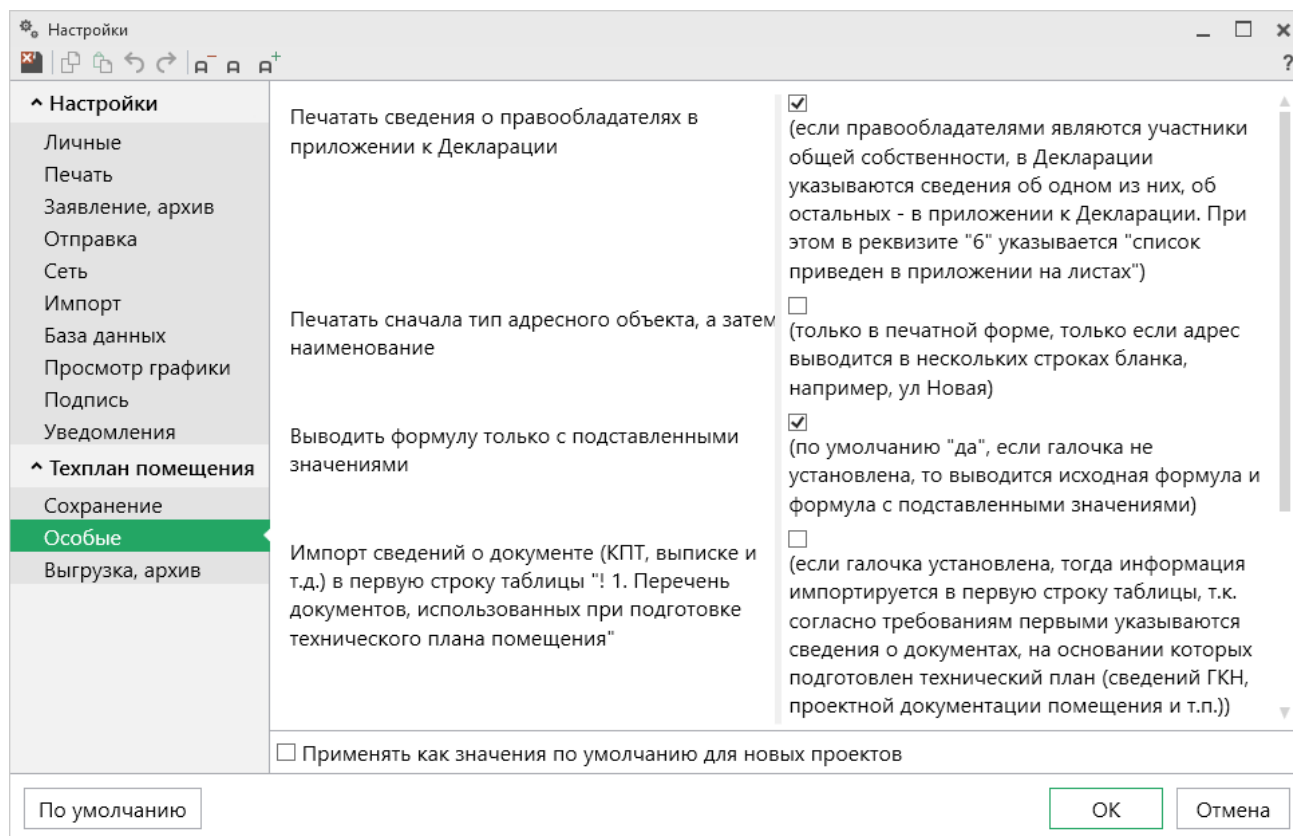 Настройки
?
Настройки
Личные
Печать
Заявление, архив
Отправка
Сеть
Импорт
База данных
Просмотр графики
Подпись
Уведомления
Техплан помещения
Сохранение
Особые
Выгрузка, архив
Печатать сведения о правообладателях в
приложении к Декларации
(если правообладателями являются участники
общей собственности, в Декларации
указываются сведения об одном из них, об
остальных - в приложении к Декларации. При
этом в реквизите "6" указывается "список
приведен в приложении на листах")
Печатать сначала тип адресного объекта, а затем
наименование
(только в печатной форме, только если адрес
выводится в нескольких строках бланка,
например, ул Новая)
Выводить формулу только с подставленными
значениями
(по умолчанию "да", если галочка не
установлена, то выводится исходная формула и
формула с подставленными значениями)
Импорт сведений о документе (КПТ, выписке и
т.д.) в первую строку таблицы "! 1. Перечень
документов, использованных при подготовке
технического плана помещения"
(если галочка установлена, тогда информация
импортируется в первую строку таблицы, т.к.
согласно требованиям первыми указываются
сведения о документах, на основании которых
подготовлен технический план (сведений ГКН,
проектной документации помещения и т.п.))
Применять как значения по умолчанию для новых проектов
По умолчанию
ОК
Отмена